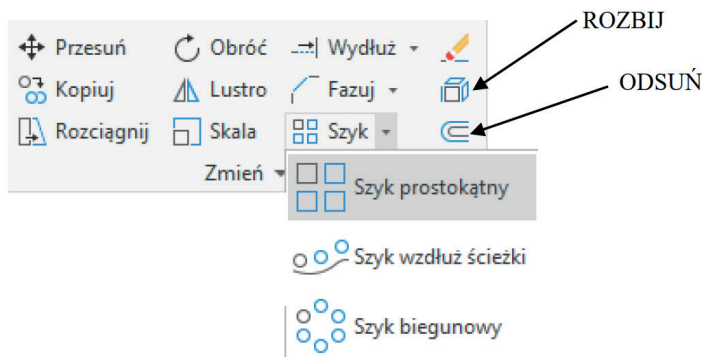 ROZBIJ
Przesuń Obróć Wydłuż
ODSUŃ
Kopiuj Lustro Fazuj
Rozciągnij Skala Szyk
Zmień
Szyk prostokątny
Szyk wzdłuż ścieżki
Szyk biegunowy